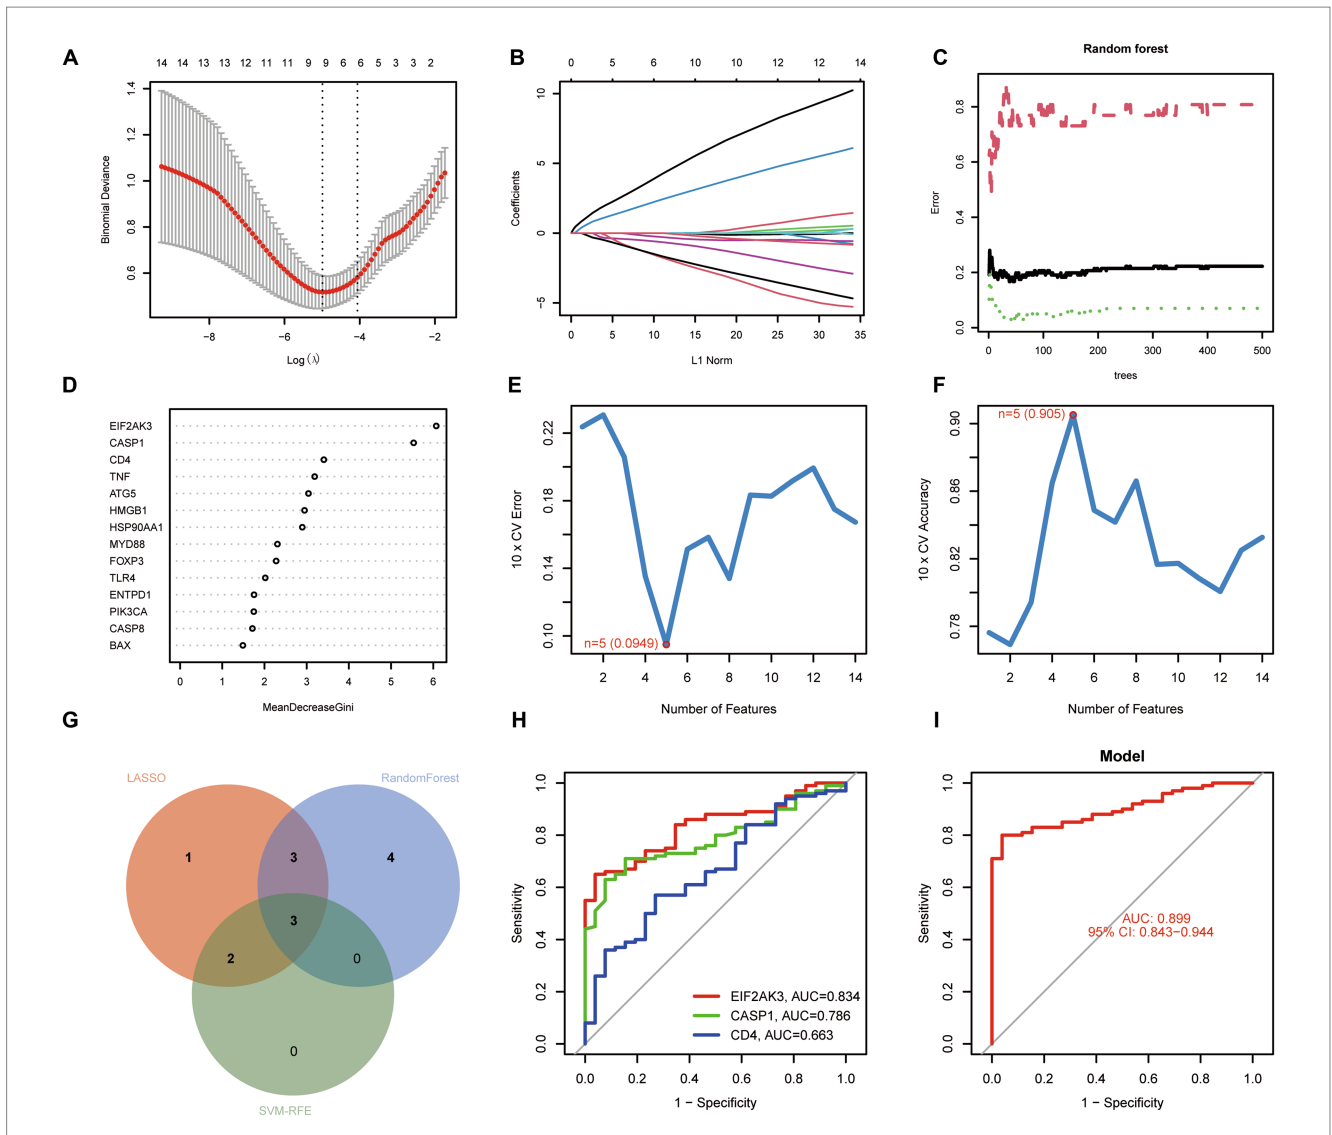 A
14 14 13 13 12 11 11 9 9 6 6 5 3 3 2
Binomial Deviance
1.4
1.2
1.0
0.8
0.6
−8 −6 −4 −2
Log (λ)
B
0 5 6 10 10 12 13 14
Coefficients
10
5
0
−5
0 5 10 15 20 25 30 35
L1 Norm
C
Random forest
Error
0.8
0.6
0.4
0.2
0.0
0 100 200 300 400 500
trees
D
EIF2AK3
CASP1
CD4
TNF
ATG5
HMGB1
HSP90AA1
MYD88
FOXP3
TLR4
ENTPD1
PIK3CA
CASP8
BAX
0 1 2 3 4 5 6
MeanDecreaseGini
E
10 x CV Error
0.22
0.18
0.14
0.10
n=5 (0.0949)
2 4 6 8 10 12 14
Number of Features
F
10 x CV Accuracy
0.90
0.86
0.82
0.78
n=5 (0.905)
2 4 6 8 10 12 14
Number of Features
G
LASSO
RandomForest
1 3 4
3
2 0
0
SVM-RFE
H
Sensitivity
1.0
0.8
0.6
0.4
0.2
0.0
EIF2AK3, AUC=0.834
CASP1, AUC=0.786
CD4, AUC=0.663
0.0 0.2 0.4 0.6 0.8 1.0
1 − Specificity
I
Model
Sensitivity
1.0
0.8
0.6
0.4
0.2
0.0
AUC: 0.899
95% CI: 0.843−0.944
0.0 0.2 0.4 0.6 0.8 1.0
1 − Specificity